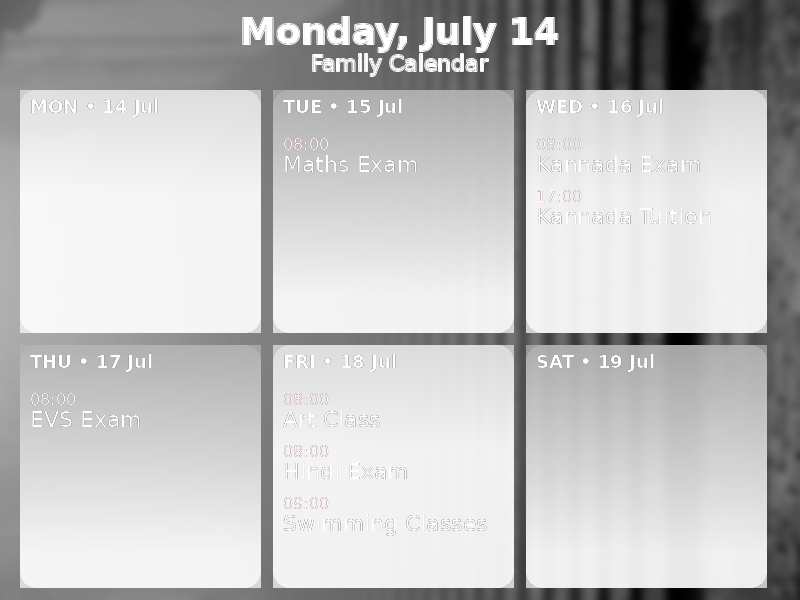 Monday, July 14
Family Calendar
MON • 14 Jul
TUE • 15 Jul
08:00
Maths Exam
WED • 16 Jul
08:00
Kannada Exam
17:00
Kannada Tuition
THU • 17 Jul
08:00
EVS Exam
FRI • 18 Jul
08:00
Art Class
08:00
Hindi Exam
09:00
Swimming Classes
SAT • 19 Jul